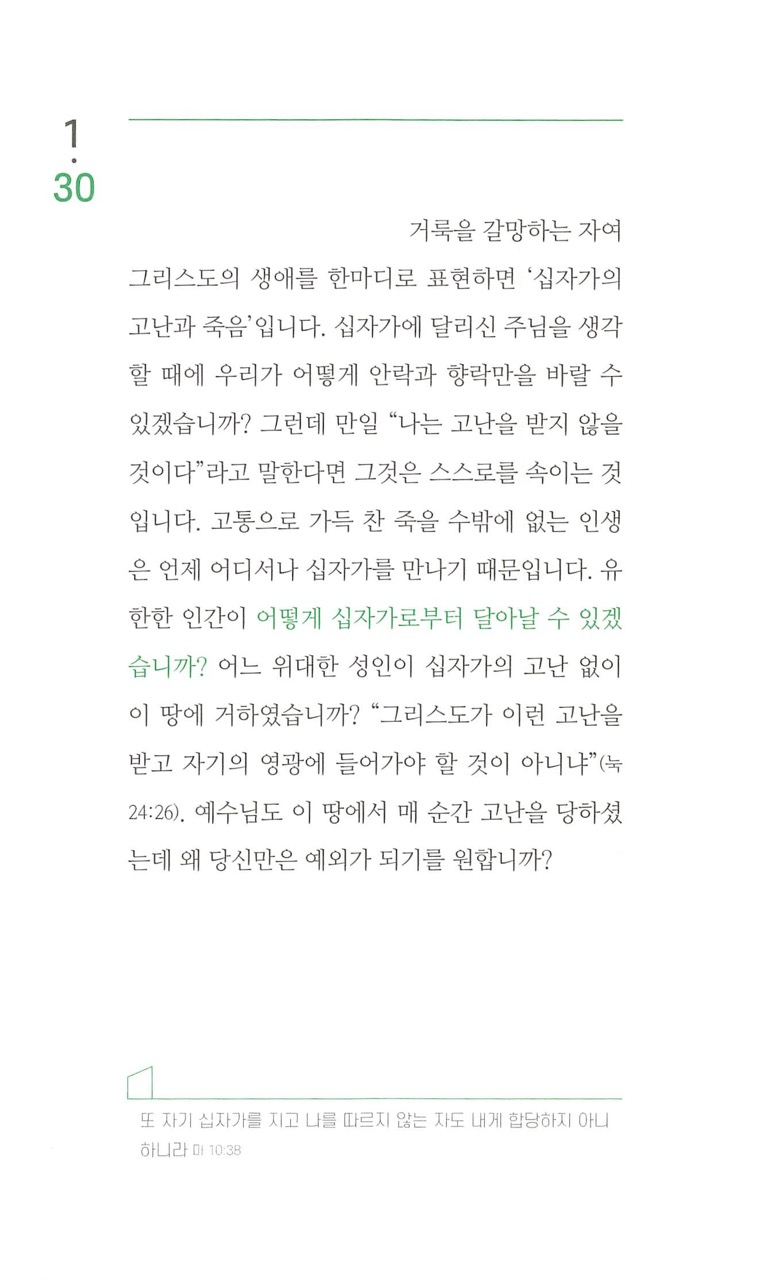 1
·
30
거룩을 갈망하는 자여
그리스도의 생애를 한마디로 표현하면 ‘십자가의
고난과 죽음’입니다. 십자가에 달리신 주님을 생각
할 때에 우리가 어떻게 안락과 향락만을 바랄 수
있겠습니까? 그런데 만일 “나는 고난을 받지 않을
것이다”라고 말한다면 그것은 스스로를 속이는 것
입니다. 고통으로 가득 찬 죽을 수밖에 없는 인생
은 언제 어디서나 십자가를 만나기 때문입니다. 유
한한 인간이 어떻게 십자가로부터 달아날 수 있겠
습니까? 어느 위대한 성인이 십자가의 고난 없이
이 땅에 거하였습니까? “그리스도가 이런 고난을
받고 자기의 영광에 들어가야 할 것이 아니냐”(눅
24:26). 예수님도 이 땅에서 매 순간 고난을 당하셨
는데 왜 당신만은 예외가 되기를 원합니까?
또 자기 십자가를 지고 나를 따르지 않는 자도 내게 합당하지 아니
하니라 마 10:38